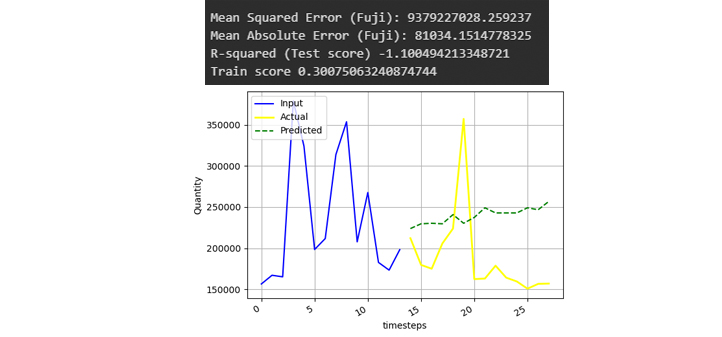 Mean Squared Error (Fuji): 9379227028.259237
Mean Absolute Error (Fuji): 81034.1514778325
R-squared (Test score) -1.100494213348721
Train score 0.30075063240874744
Input
Actual
Predicted
350000
300000
250000
200000
150000
Quantity
0
5
10
15
20
25
timesteps